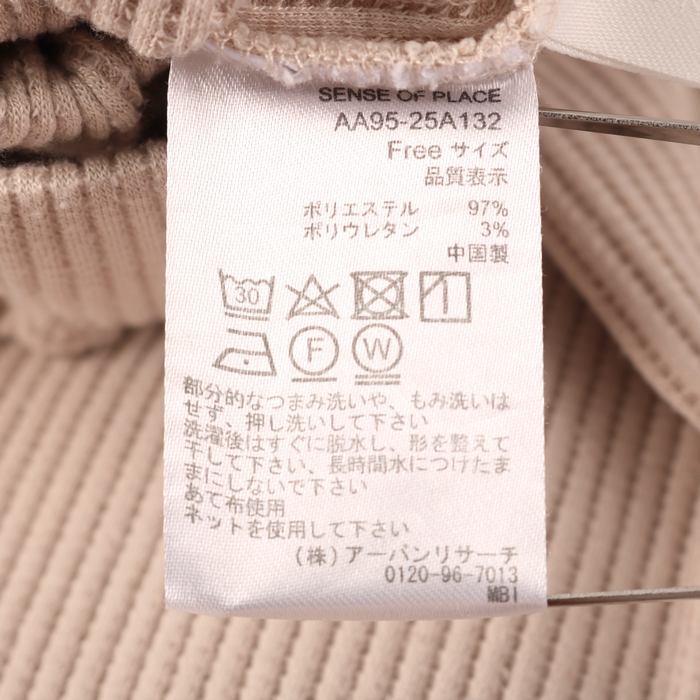 SENSE OF PLACE
AA95-25A132
Free サイズ
品質表示
ポリエステル 97%
ポリウレタン 3%
中国製
30
F W
部分的なつまみ洗いや、もみ洗いは
せず、押し洗いして下さい
洗濯後はすぐに脱水し、形を整えて
干して下さい、長時間水につけたま
まにしないで下さい
あて布使用
ネットを使用して下さい
(株)アーバンリサーチ
0120-96-7013
MBI